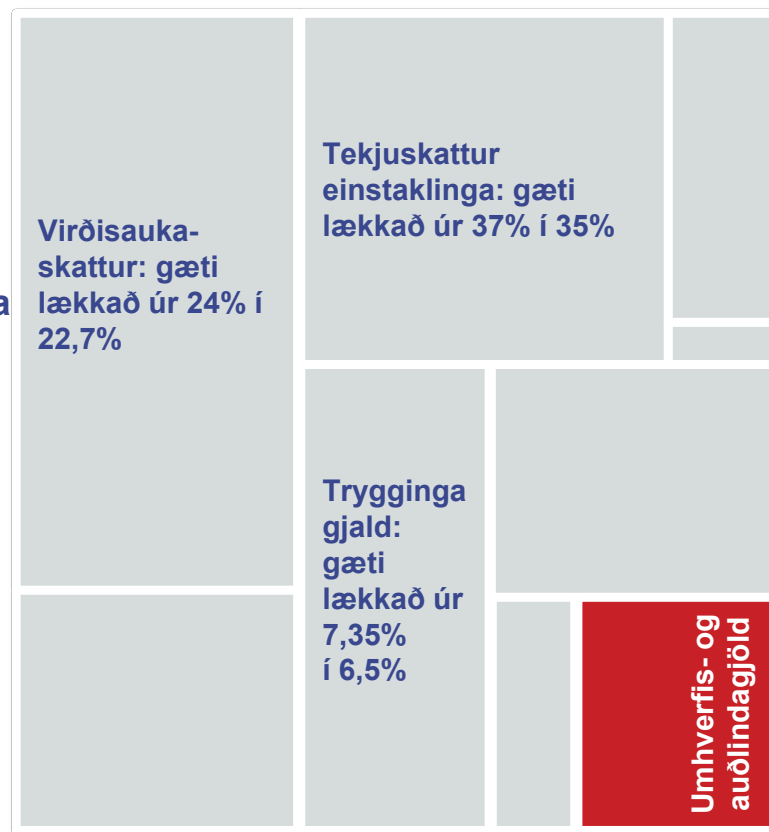 Virðisauka-
skattur: gæti
lækkað úr 24% í
22,7%
Tekjuskattur
einstaklinga: gæti
lækkað úr 37% í 35%
Trygginga
gjald:
gæti
lækkað úr
7,35%
í 6,5%
Umhverfis- og
auðlindagjöld